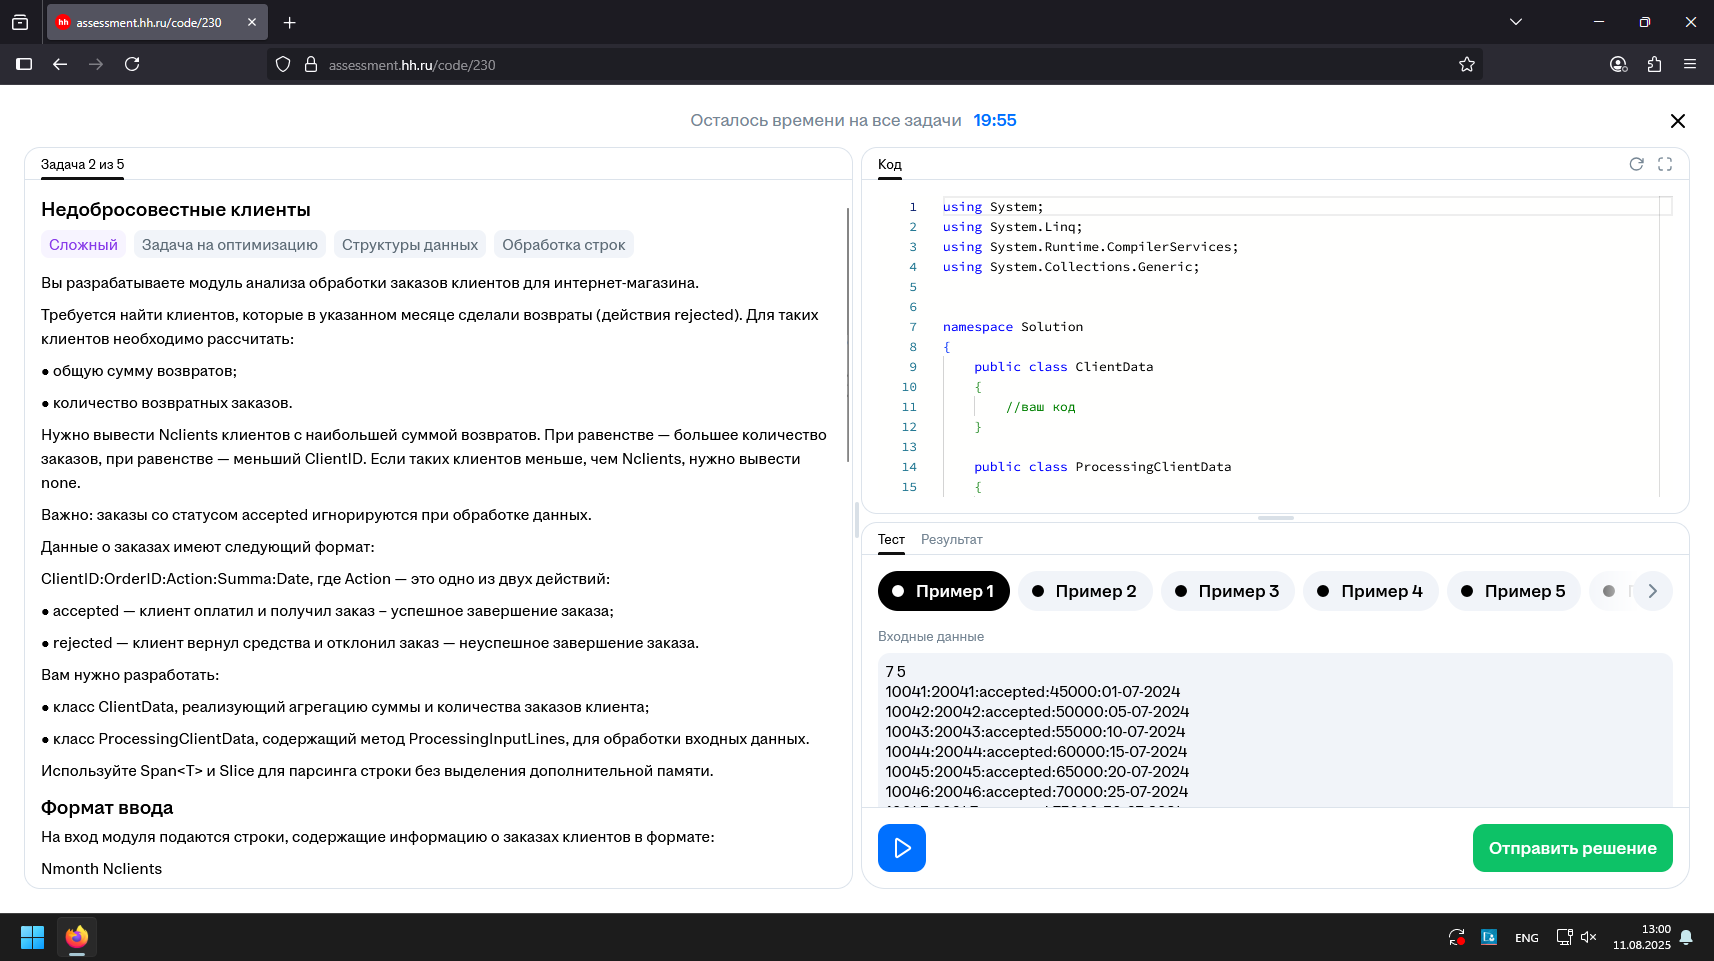 assessment.hh.ru/code/230
assessment.hh.ru/code/230
Осталось времени на все задачи 19:55
Задача 2 из 5
Недобросовестные клиенты
Сложный Задача на оптимизацию Структуры данных Обработка строк
Вы разрабатываете модуль анализа обработки заказов клиентов для интернет-магазина.
Требуется найти клиентов, которые в указанном месяце сделали возвраты (действия rejected). Для таких
клиентов необходимо рассчитать:
● общую сумму возвратов;
● количество возвратных заказов.
Нужно вывести Nclients клиентов с наибольшей суммой возвратов. При равенстве — большее количество
заказов, при равенстве — меньший ClientID. Если таких клиентов меньше, чем Nclients, нужно вывести
none.
Важно: заказы со статусом accepted игнорируются при обработке данных.
Данные о заказах имеют следующий формат:
ClientID:OrderID:Action:Summa:Date, где Action — это одно из двух действий:
● accepted — клиент оплатил и получил заказ – успешное завершение заказа;
● rejected — клиент вернул средства и отклонил заказ — неуспешное завершение заказа.
Вам нужно разработать:
● класс ClientData, реализующий агрегацию суммы и количества заказов клиента;
● класс ProcessingClientData, содержащий метод ProcessingInputLines, для обработки входных данных.
Используйте Span<T> и Slice для парсинга строки без выделения дополнительной памяти.
Формат ввода
На вход модуля подаются строки, содержащие информацию о заказах клиентов в формате:
Nmonth Nclients
Код
1 using System;
2 using System.Linq;
3 using System.Runtime.CompilerServices;
4 using System.Collections.Generic;
5
6
7 namespace Solution
8 {
9 public class ClientData
10 {
11 //ваш код
12 }
13
14 public class ProcessingClientData
15 {
Тест Результат
Пример 1 Пример 2 Пример 3 Пример 4 Пример 5
Входные данные
7 5
10041:20041:accepted:45000:01-07-2024
10042:20042:accepted:50000:05-07-2024
10043:20043:accepted:55000:10-07-2024
10044:20044:accepted:60000:15-07-2024
10045:20045:accepted:65000:20-07-2024
10046:20046:accepted:70000:25-07-2024
Отправить решение
ENG
13:00
11.08.2025